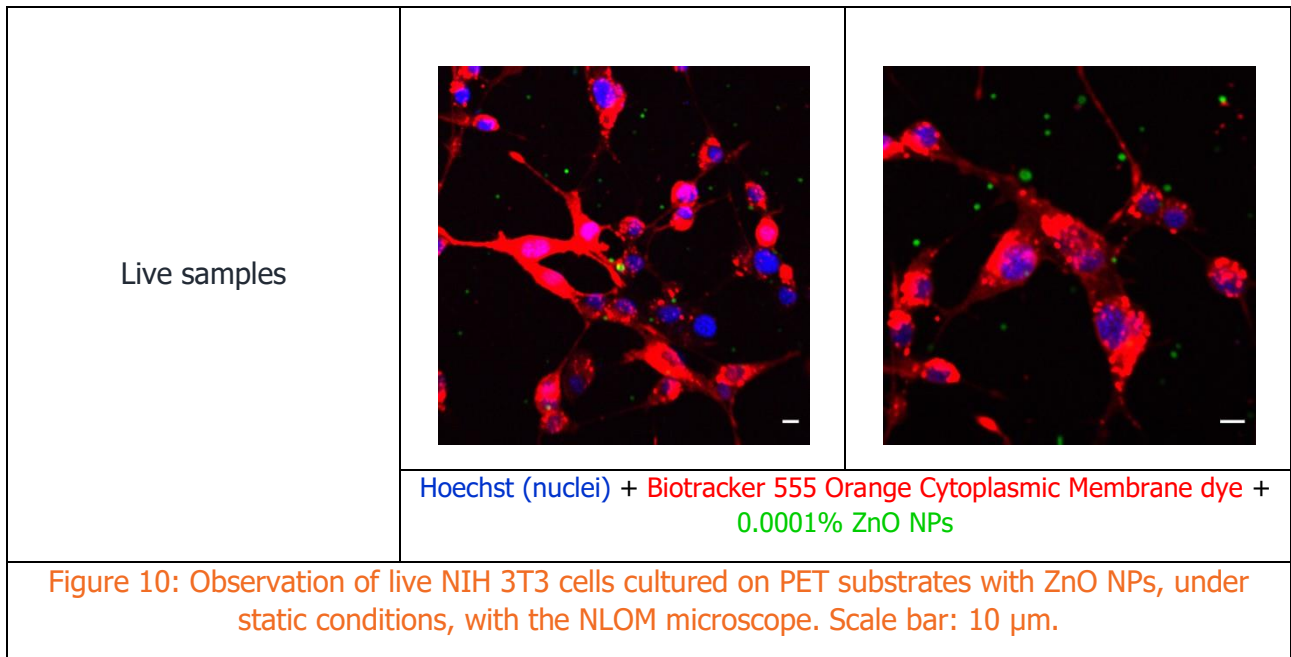 Live samples
Hoechst (nuclei) + Biotracker 555 Orange Cytoplasmic Membrane dye +
0.0001% ZnO NPs
Figure 10: Observation of live NIH 3T3 cells cultured on PET substrates with ZnO NPs, under
static conditions, with the NLOM microscope. Scale bar: 10 µm.